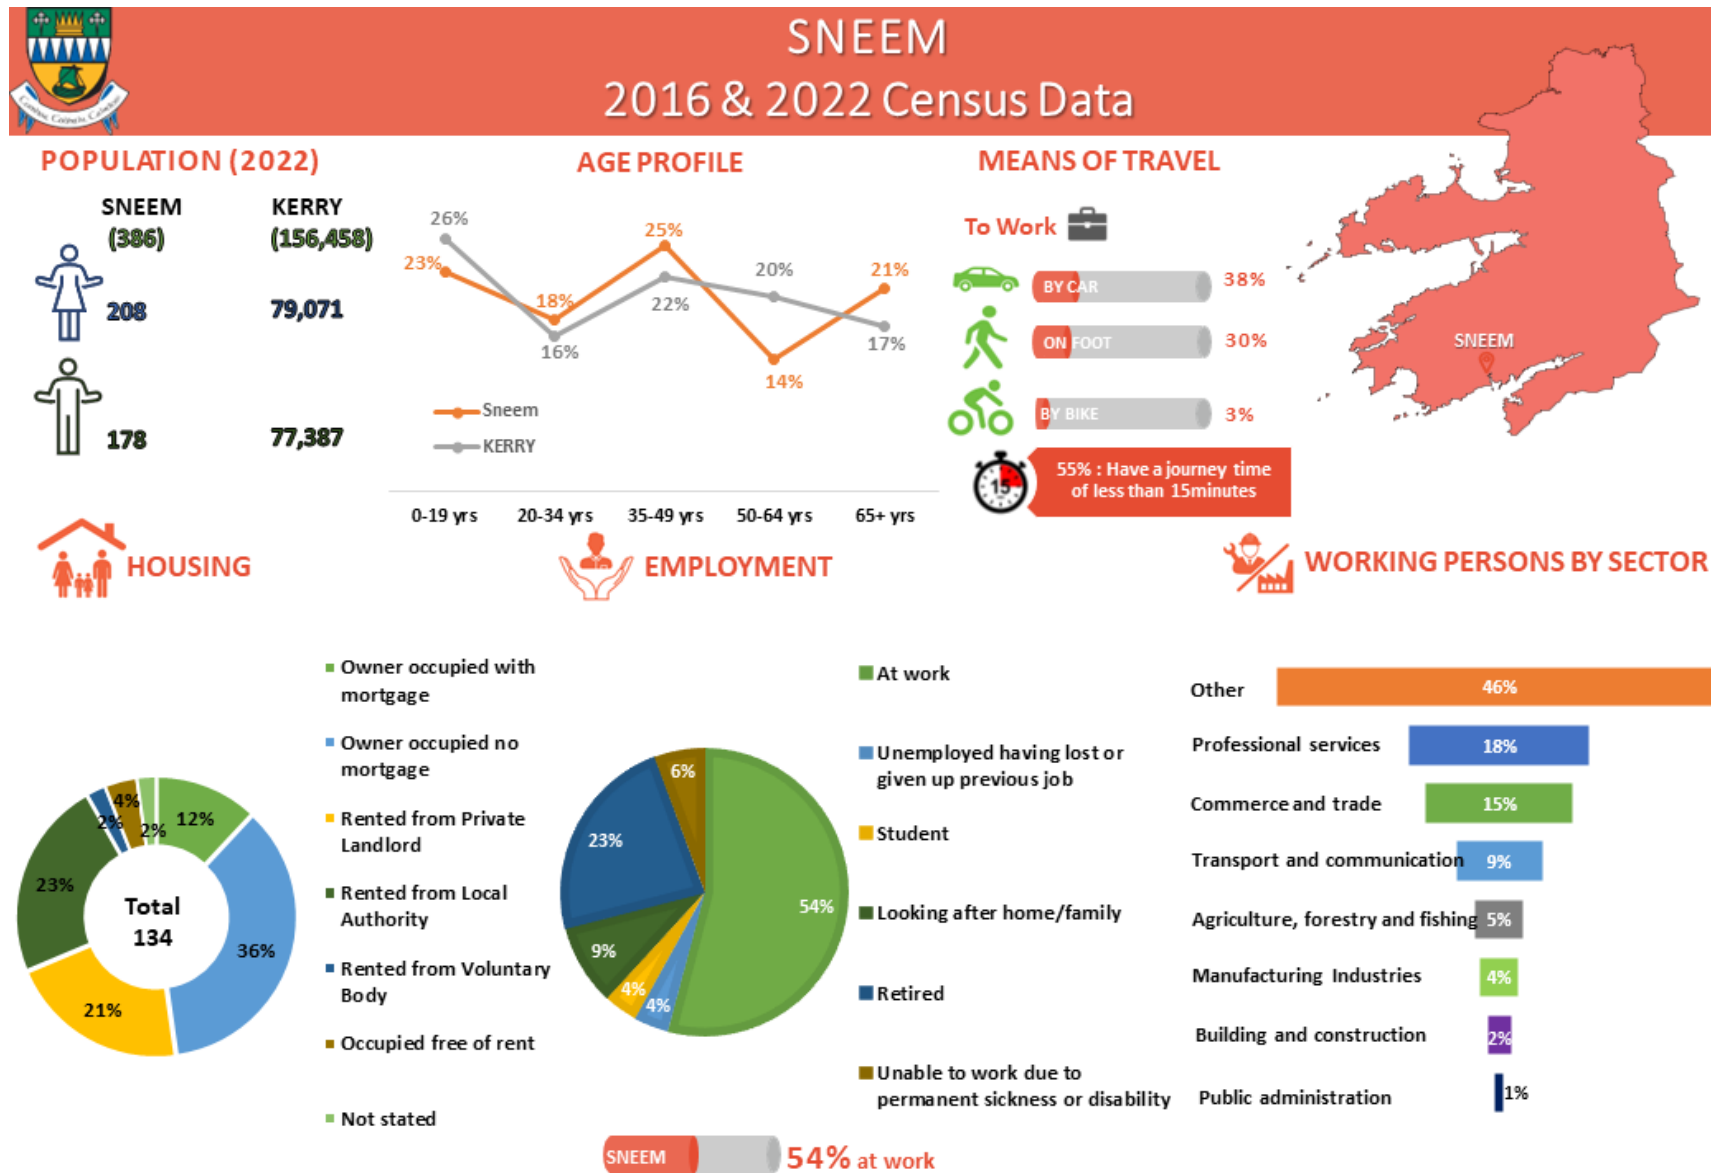 SNEEM
2016 & 2022 Census Data
POPULATION (2022)
SNEEM
(386)
KERRY
(156,458)
208
79,071
178
77,387
AGE PROFILE
26%
23%
18%
16%
25%
22%
20%
14%
21%
17%
Sneem
KERRY
0-19 yrs
20-34 yrs
35-49 yrs
50-64 yrs
65+ yrs
MEANS OF TRAVEL
To Work
BY CAR
38%
ON FOOT
30%
BY BIKE
3%
15
55% : Have a journey time
of less than 15minutes
SNEEM
HOUSING
12%
36%
21%
23%
2%
4%
2%
Total
134
Owner occupied with
mortgage
Owner occupied no
mortgage
Rented from Private
Landlord
Rented from Local
Authority
Rented from Voluntary
Body
Occupied free of rent
Not stated
EMPLOYMENT
54%
4%
4%
9%
23%
6%
At work
Unemployed having lost or
given up previous job
Student
Looking after home/family
Retired
Unable to work due to
permanent sickness or disability
SNEEM
54% at work
WORKING PERSONS BY SECTOR
Other
46%
Professional services
18%
Commerce and trade
15%
Transport and communication
9%
Agriculture, forestry and fishing
5%
Manufacturing Industries
4%
Building and construction
2%
Public administration
1%